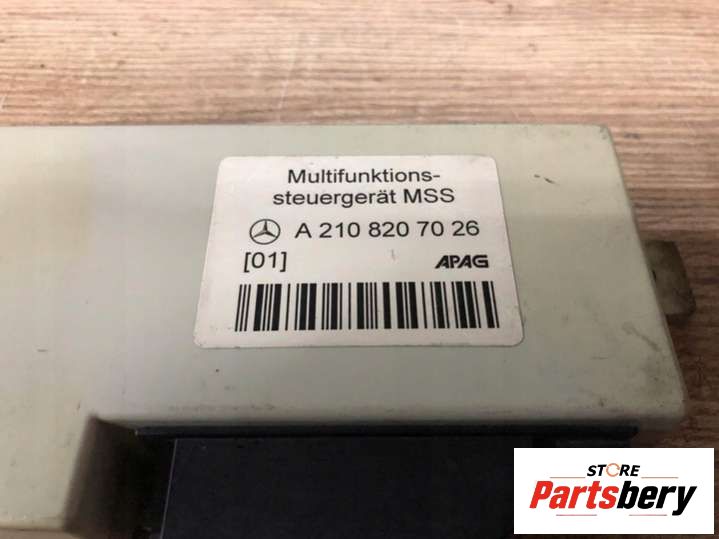 Multifunktions-
steuergerät MSS
A 210 820 70 26
[01] APAG
STORE
Partsbery